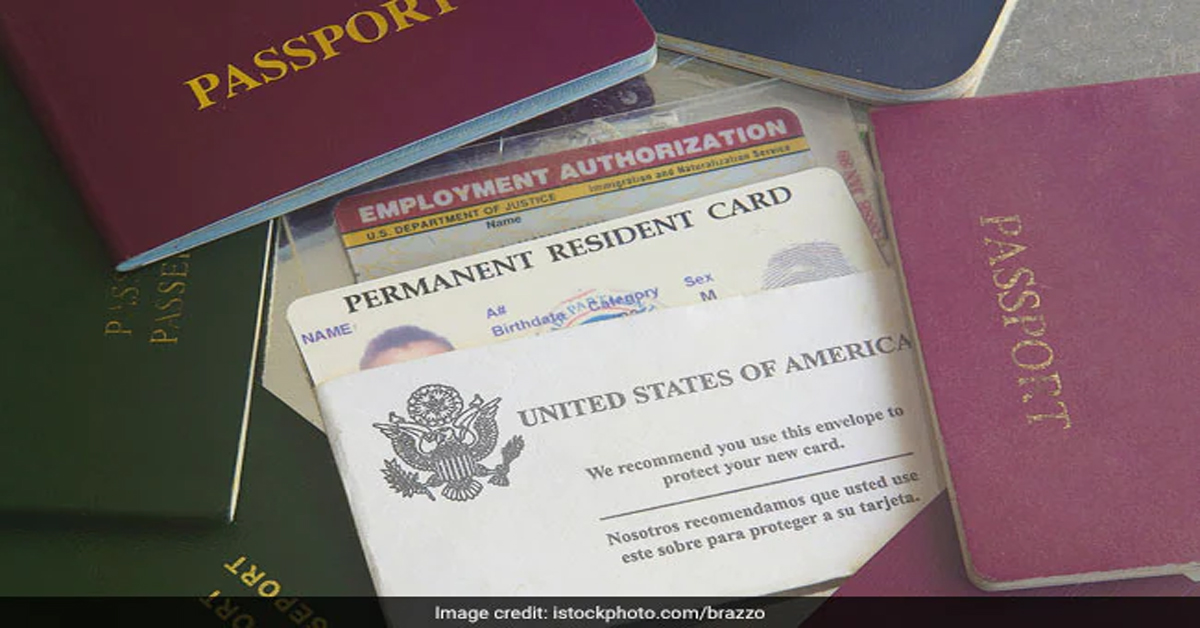 PASSPORT
EMPLOYMENT AUTHORIZATION
U.S. DEPARTMENT OF JUSTICE Immigration and Naturalization Service
Name
PERMANENT RESIDENT CARD
NAME
A#
Birthdate Category Sex
M
UNITED STATES OF AMERICA
We recommend you use this envelope to
protect your new card.
Nosotros recomendamos que usted use
este sobre para proteger a su tarjeta.
PASSPORT
Image credit: istockphoto.com/brazzo